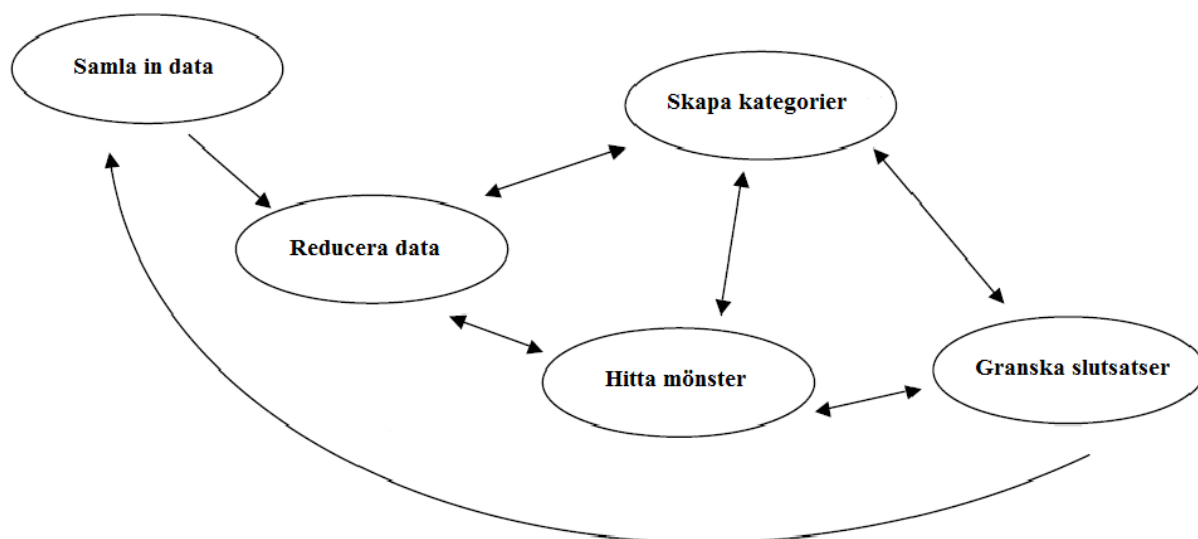 Samla in data
Skapa kategorier
Reducera data
Hitta mönster
Granska slutsatser